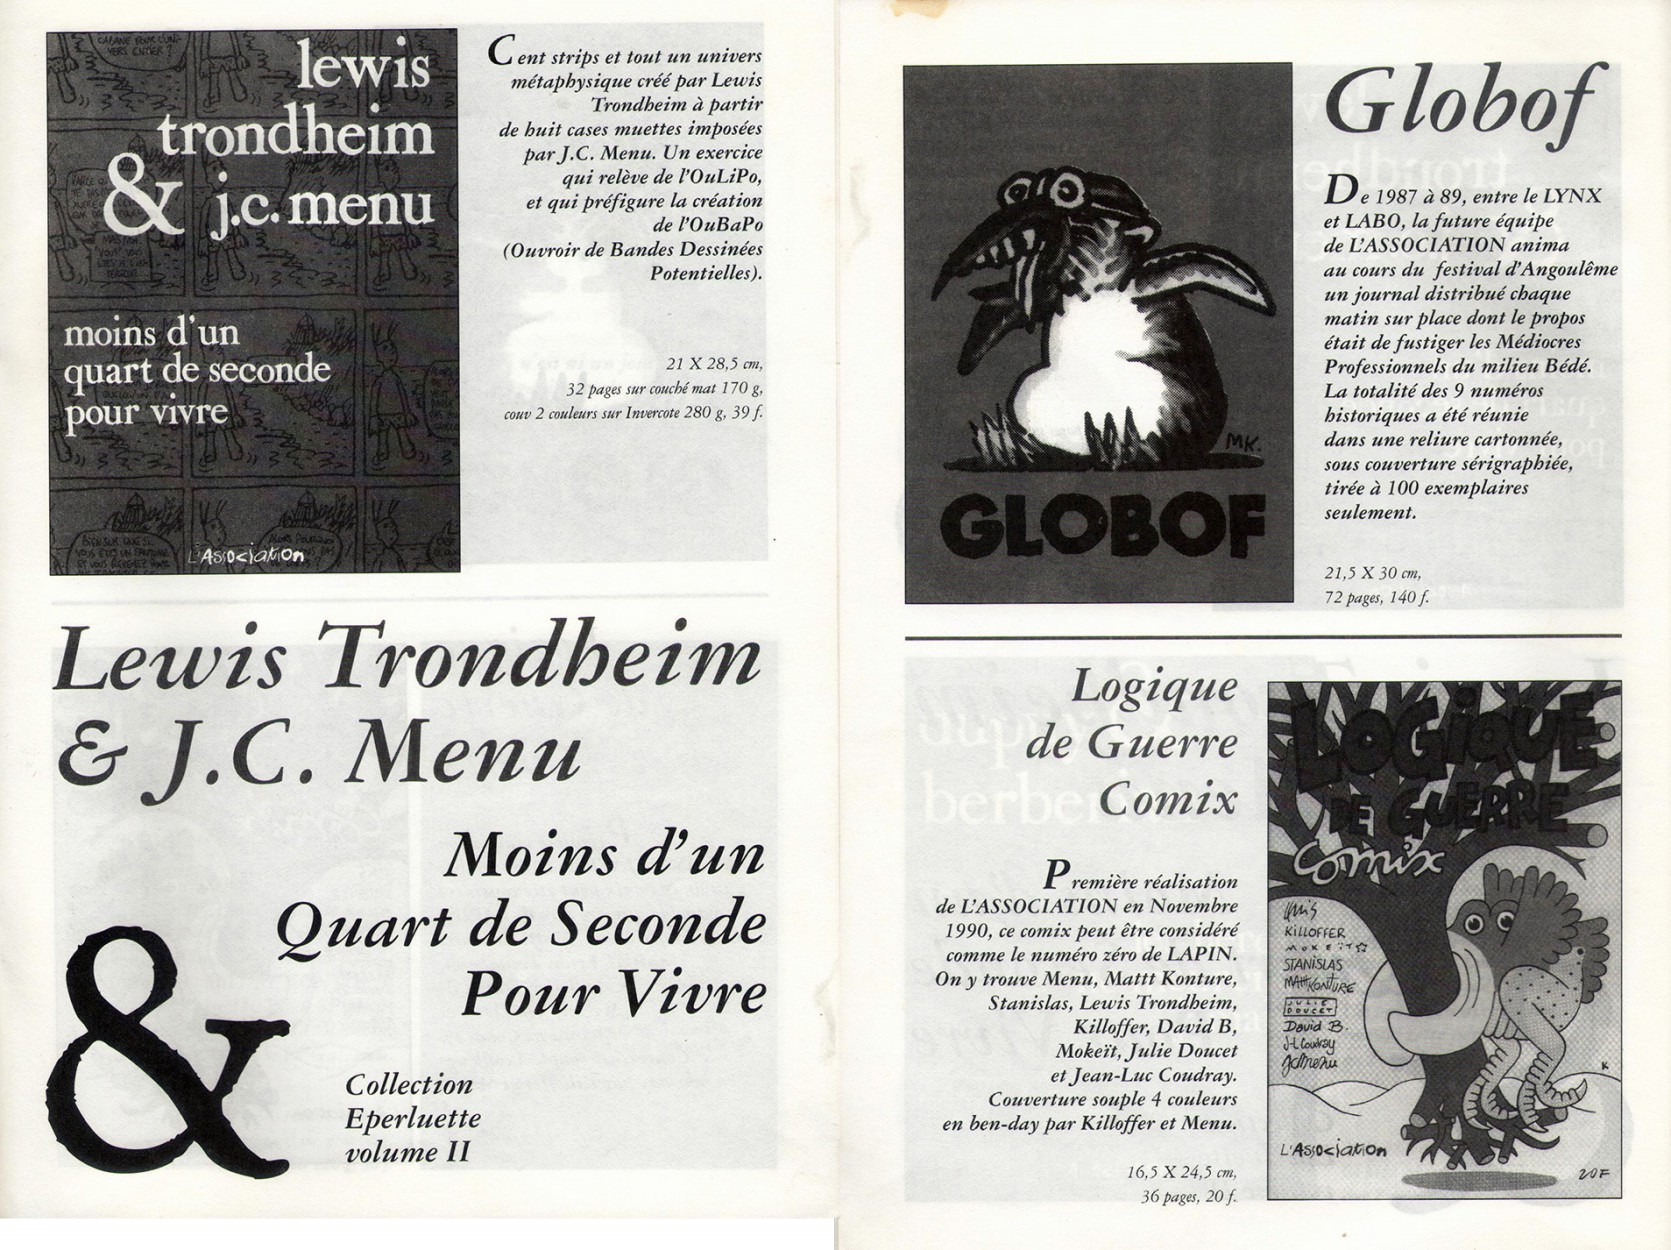 lewis
trondheim
& j.c. menu
moins d'un
quart de seconde
pour vivre
L'Association
Cent strips et tout un univers
métaphysique créé par Lewis
Trondheim à partir
de huit cases muettes imposées
par J.C. Menu. Un exercice
qui relève de l'OuLiPo,
et qui préfigure la création
de l'OuBaPo
(Ouvroir de Bandes Dessinées
Potentielles).
21 X 28,5 cm,
32 pages sur couché mat 170 g,
couv 2 couleurs sur Invercote 280 g, 39 f.
Lewis Trondheim
& J.C. Menu
Moins d'un
Quart de Seconde
Pour Vivre
&
Collection
Eperluette
volume II
MK.
GLOBOF
Globof
De 1987 à 89, entre le LYNX
et LABO, la future équipe
de L'ASSOCIATION anima
au cours du festival d'Angoulême
un journal distribué chaque
matin sur place dont le propos
était de fustiger les Médiocres
Professionnels du milieu Bédé.
La totalité des 9 numéros
historiques a été réunie
dans une reliure cartonnée,
sous couverture sérigraphiée,
tirée à 100 exemplaires
seulement.
21,5 X 30 cm,
72 pages, 140 f.
Logique
de Guerre
Comix
Première réalisation
de L'ASSOCIATION en Novembre
1990, ce comix peut être considéré
comme le numéro zéro de LAPIN.
On y trouve Menu, Mattt Konture,
Stanislas, Lewis Trondheim,
Killoffer, David B,
Mokeït, Julie Doucet
et Jean-Luc Coudray.
Couverture souple 4 couleurs
en ben-day par Killoffer et Menu.
16,5 X 24,5 cm,
36 pages, 20 f.
LOGIQUE
DE GUERRE
comix
KILLOFFER
MOKEÏT
STANISLAS
MATTT KONTURE
JULIE
DOUCET
David B.
J-L Coudray
JCMenu
K
L'Association
20F